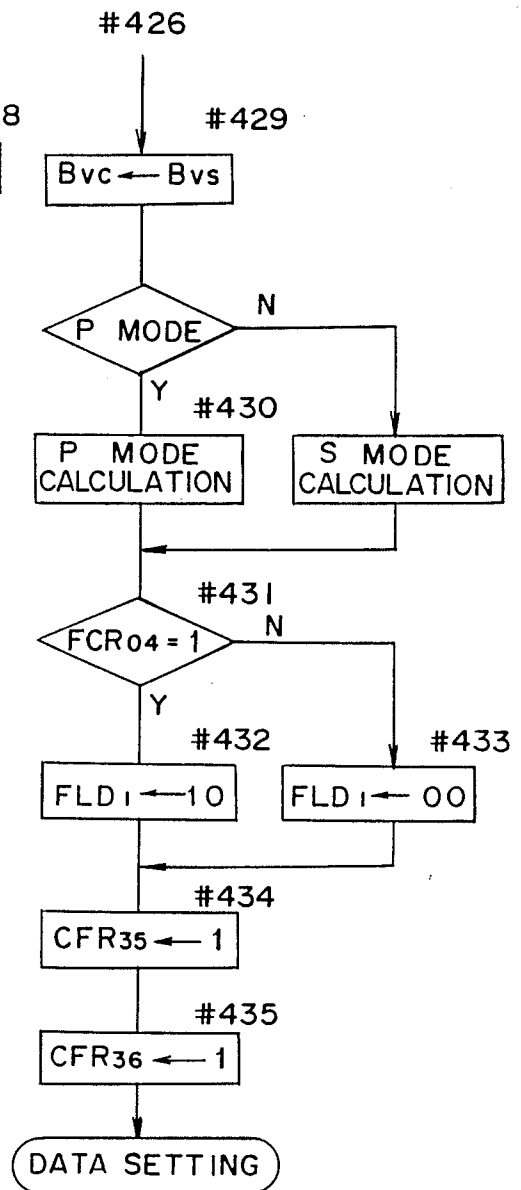 #426
8
#429
Bvc ← Bvs
P MODE
N
Y
#430
P MODE
CALCULATION
S MODE
CALCULATION
#431
FCR04 = 1
N
Y
#432
#433
FLD1 ← 10
FLD1 ← 00
#434
CFR35 ← 1
#435
CFR36 ← 1
DATA SETTING